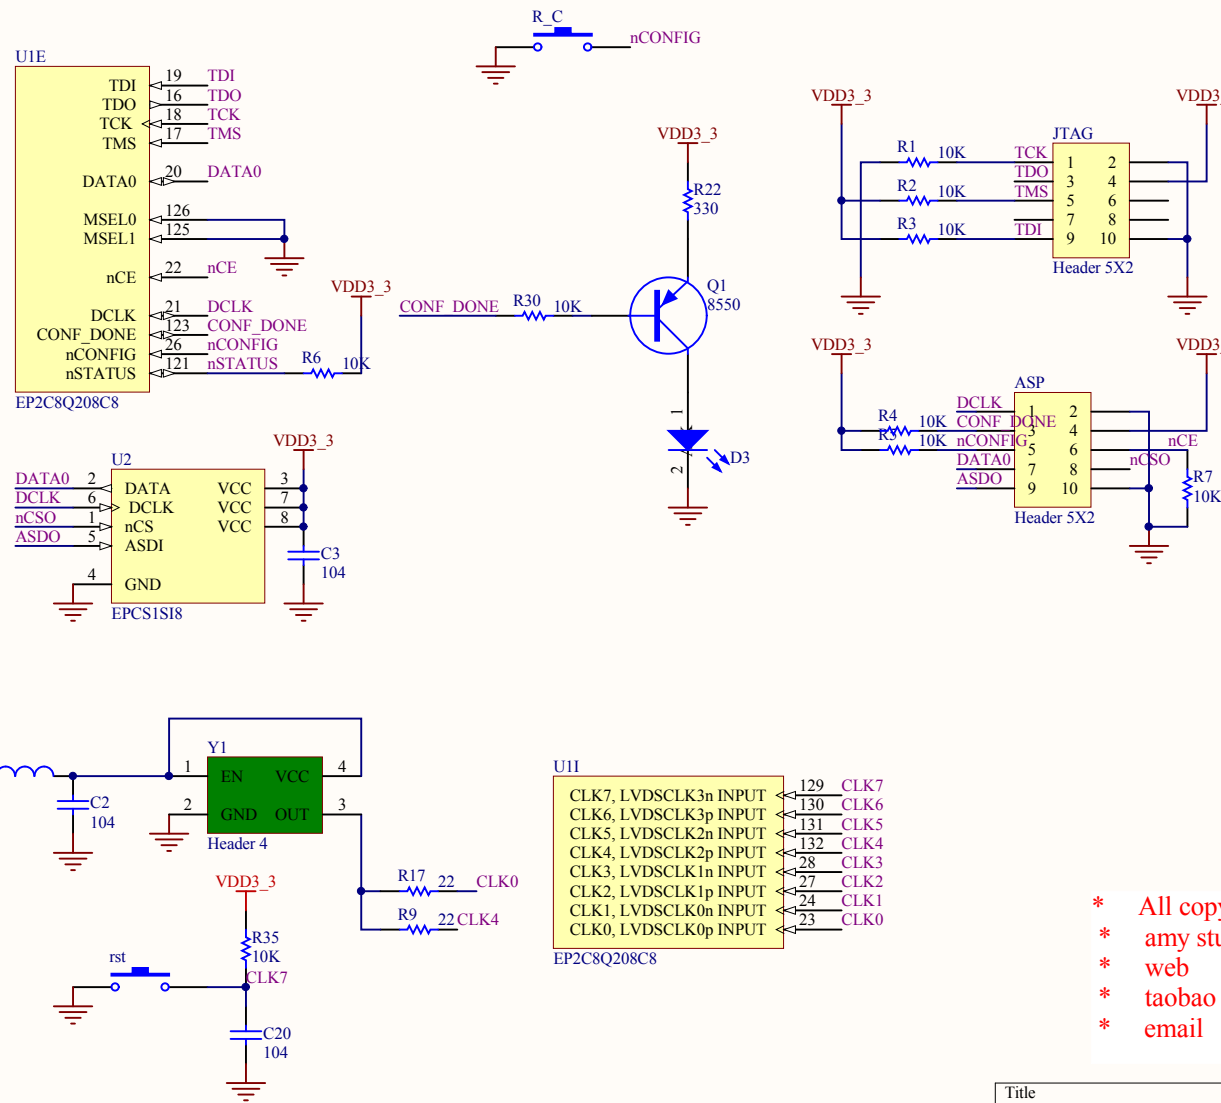 R_C
nCONFIG
U1E
TDI 19 TDI
TDO 16 TDO
TCK 18 TCK
TMS 17 TMS
DATA0 20 DATA0
MSEL0 126
MSEL1 125
nCE 22 nCE
DCLK 21 DCLK
CONF_DONE 123 CONF_DONE
nCONFIG 26 nCONFIG
nSTATUS 121 nSTATUS
EP2C8Q208C8
R6 10K
VDD3_3
CONF_DONE R30 10K
VDD3_3
R22
330
Q1
8550
1
2
D3
VDD3_3
VDD3
JTAG
R1 10K TCK 1 2
TDO 3 4
R2 10K TMS 5 6
7 8
R3 10K TDI 9 10
Header 5X2
VDD3_3
VDD3
ASP
DCLK 1 2
R4 10K CONF_DONE 3 4
R5 10K nCONFIG 5 6 nCE
DATA0 7 8 nCSO
ASDO 9 10
R7
10K
Header 5X2
VDD3_3
U2
DATA0 2 DATA VCC 3
DCLK 6 DCLK VCC 7
nCSO 1 nCS VCC 8
ASDO 5 ASDI
4 GND
EPCS1SI8
C3
104
Y1
1 EN VCC 4
2 GND OUT 3
Header 4
C2
104
R17 22 CLK0
R9 22 CLK4
VDD3_3
R35
10K
rst
CLK7
C20
104
U1I
CLK7, LVDSCLK3n INPUT 129 CLK7
CLK6, LVDSCLK3p INPUT 130 CLK6
CLK5, LVDSCLK2n INPUT 131 CLK5
CLK4, LVDSCLK2p INPUT 132 CLK4
CLK3, LVDSCLK1n INPUT 28 CLK3
CLK2, LVDSCLK1p INPUT 27 CLK2
CLK1, LVDSCLK0n INPUT 24 CLK1
CLK0, LVDSCLK0p INPUT 23 CLK0
EP2C8Q208C8
* All copy
* amy stu
* web
* taobao
* email
Title